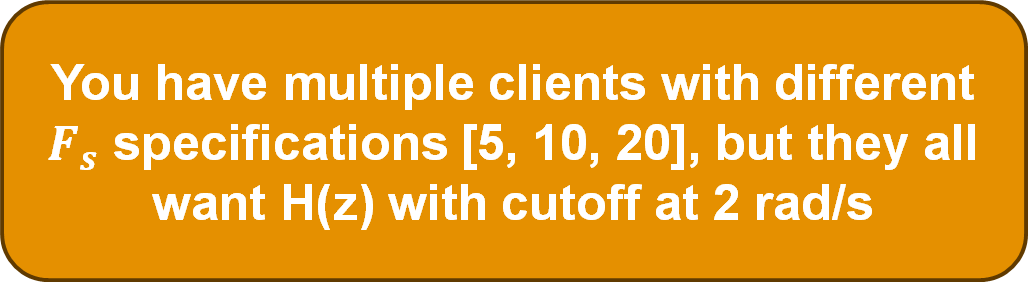 You have multiple clients with different
𝑭𝒔 specifications [5, 10, 20], but they all
want H(z) with cutoff at 2 rad/s